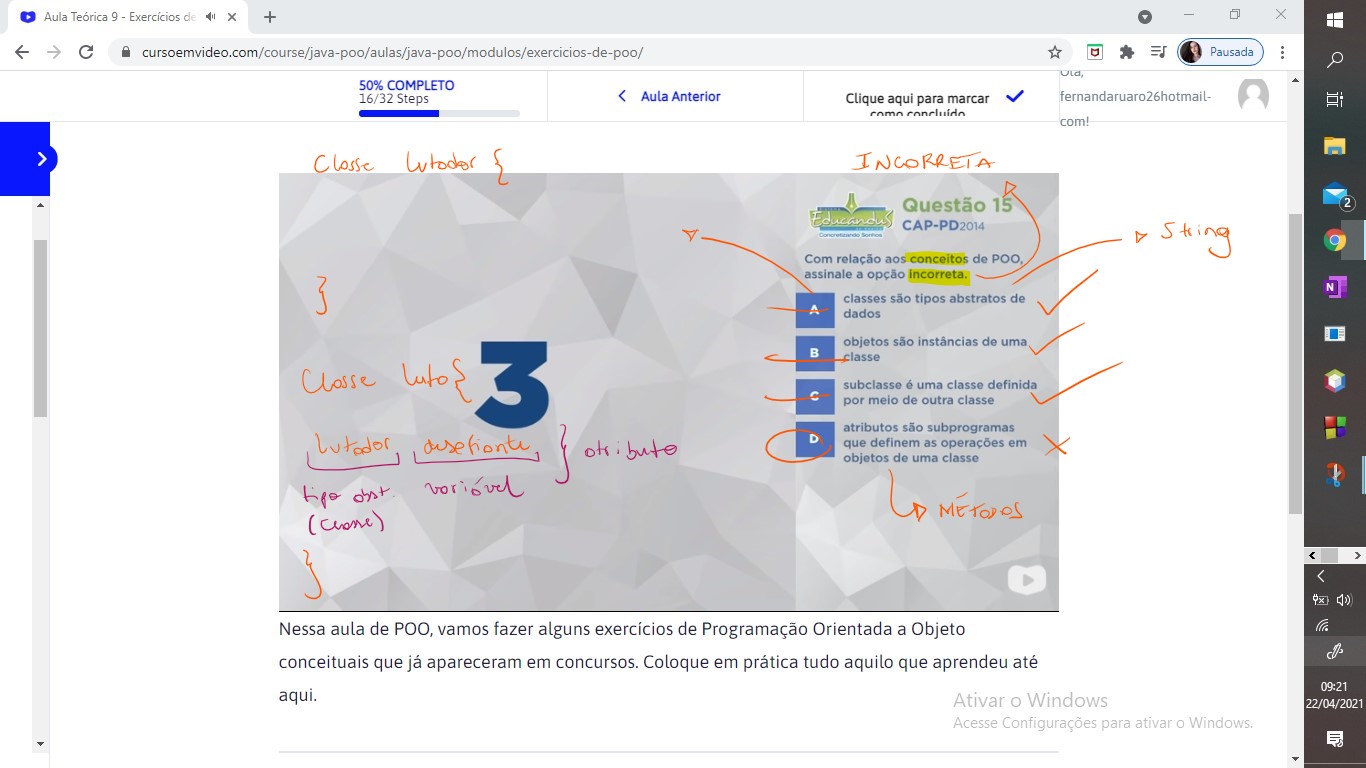 Aula Teórica 9 - Exercícios de
cursoemvideo.com/course/java-poo/aulas/java-poo/modulos/exercicios-de-poo/
Pausada
50% COMPLETO
16/32 Steps
Aula Anterior
Clique aqui para marcar
como concluído
Olá,
fernandaruaro26hotmail-
com!
Classe Lutador {
INCORRETA
Educandus
Concretizando Sonhos
Questão 15
CAP-PD2014
String
Com relação aos conceitos de POO,
assinale a opção incorreta.
}
A
classes são tipos abstratos de
dados
B
objetos são instâncias de uma
classe
3
Classe Luta {
C
subclasse é uma classe definida
por meio de outra classe
D
atributos são subprogramas
que definem as operações em
objetos de uma classe
Lutador desafiante } atributo
tipo abst. variável
(Classe)
MÉTODOS
}
Nessa aula de POO, vamos fazer alguns exercícios de Programação Orientada a Objeto
conceituais que já apareceram em concursos. Coloque em prática tudo aquilo que aprendeu até
aqui.
Ativar o Windows
Acesse Configurações para ativar o Windows.
2
09:21
22/04/2021